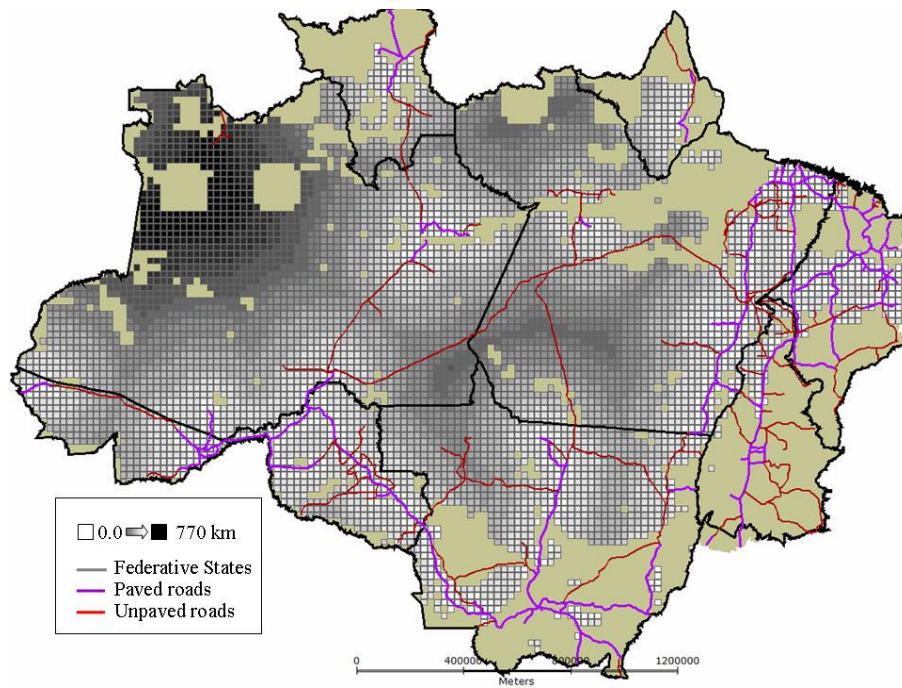 0.0 770 km
Federative States
Paved roads
Unpaved roads
0 400000 800000 1200000
Meters